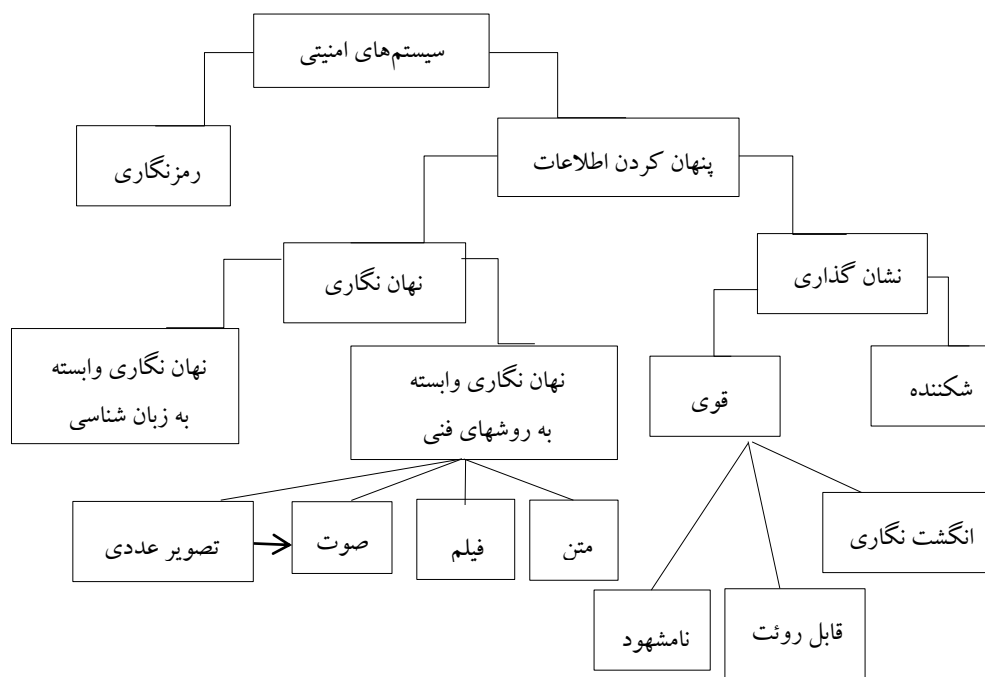 سیستم‌های امنیتی
پنهان کردن اطلاعات
رمزنگاری
نشان گذاری
نهان نگاری
شکننده
قوی
نهان نگاری وابسته
به روشهای فنی
نهان نگاری وابسته
به زبان شناسی
انگشت نگاری
متن
فیلم
صوت
تصویر عددی
قابل روئت
نامشهود